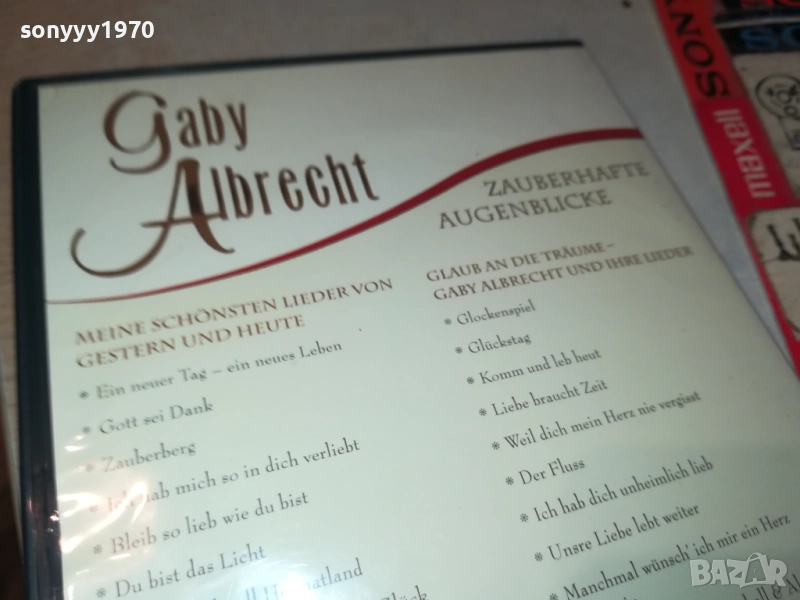 sonyyy1970
Gaby
Albrecht
ZAUBERHAFTE
AUGENBLICKE
MEINE SCHÖNSTEN LIEDER VON
GESTERN UND HEUTE
* Ein neuer Tag – ein neues Leben
* Gott sei Dank
* Zauberberg
* Ich hab mich so in dich verliebt
* Bleib so lieb wie du bist
* Du bist das Licht
GLAUB AN DIE TRÄUME –
GABY ALBRECHT UND IHRE LIEDER
* Glockenspiel
* Glückstag
* Komm und leb heut
* Liebe braucht Zeit
* Weil dich mein Herz nie vergisst
* Der Fluss
* Ich hab dich unheimlich lieb
* Unsre Liebe lebt weiter
* Manchmal wünsch' ich mir ein Herz
SONY
maxell
BAZAR